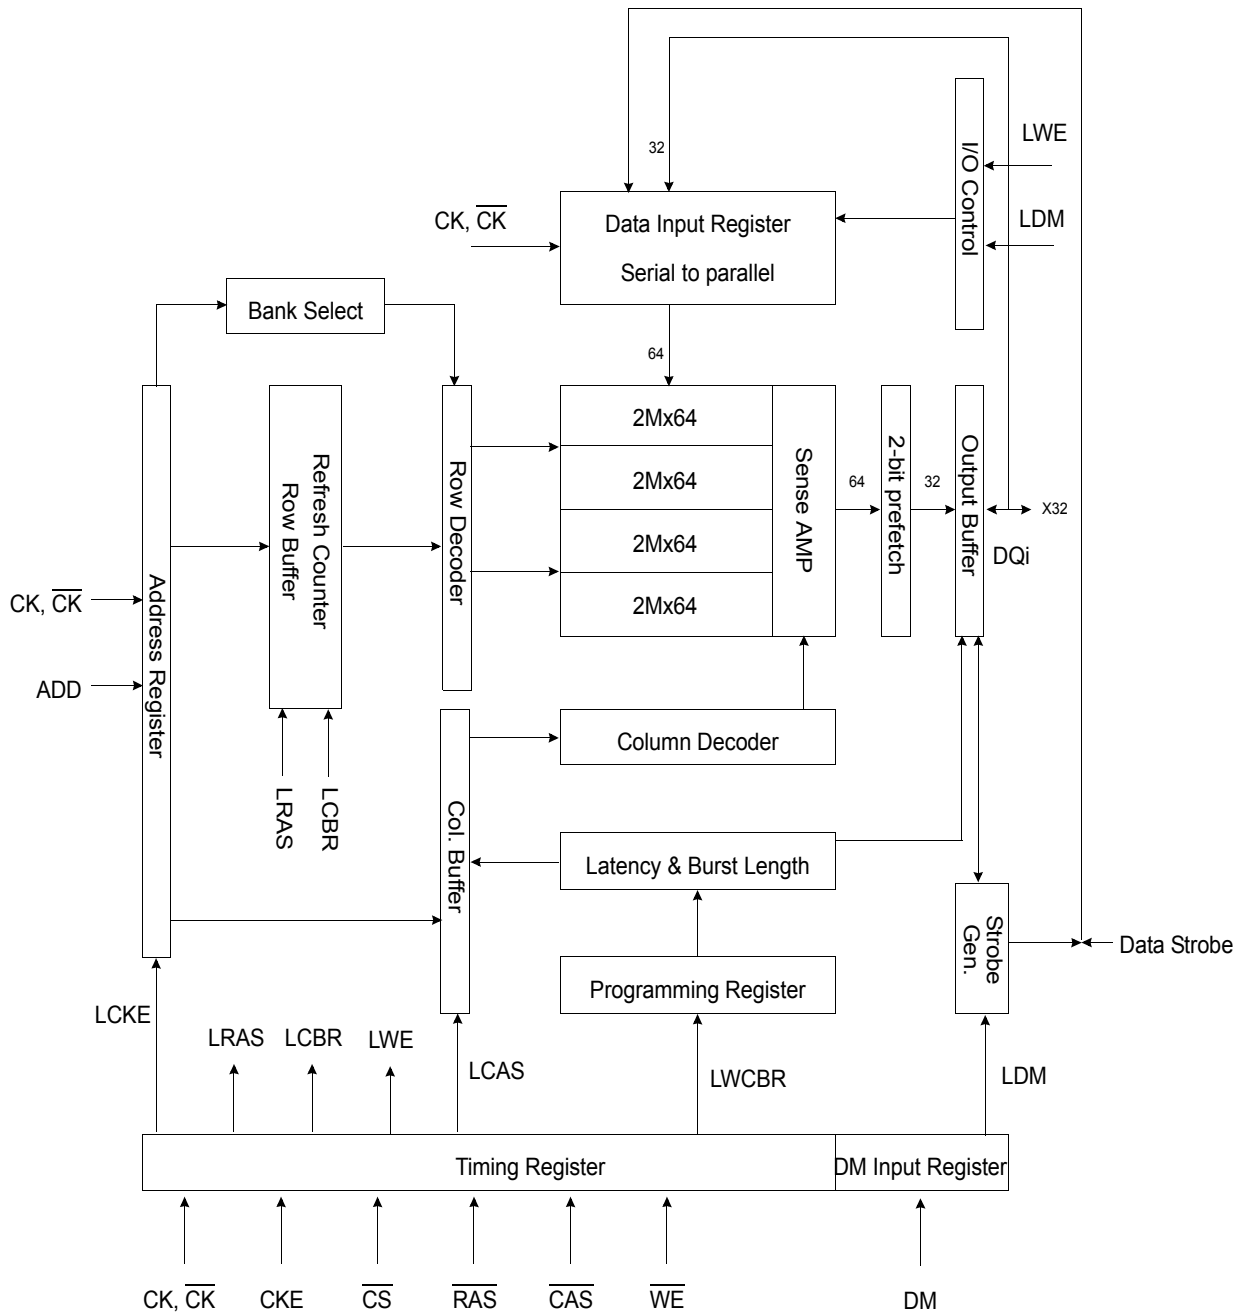 LWE
32
I/O Control
CK, CK
Data Input Register
LDM
Serial to parallel
Bank Select
64
2Mx64
2Mx64
2Mx64
2Mx64
Sense AMP
64
2-bit prefetch
32
Output Buffer
X32
DQi
Refresh Counter
Row Buffer
Row Decoder
Address Register
CK, CK
ADD
LRAS
LCBR
Col. Buffer
Column Decoder
Latency & Burst Length
Strobe
Gen.
Data Strobe
Programming Register
LCKE
LRAS
LCBR
LWE
LCAS
LWCBR
LDM
Timing Register
DM Input Register
CK, CK
CKE
CS
RAS
CAS
WE
DM